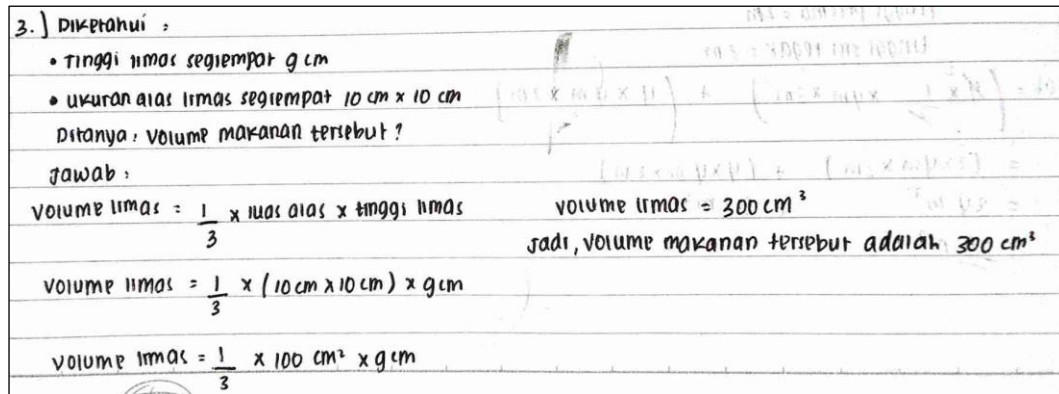 3.) Diketahui :
• Tinggi limas segiempat 9 cm
• Ukuran alas limas segiempat 10 cm x 10 cm
Ditanya : Volume makanan tersebut ?
Jawab :
Volume limas = 1/3 x luas alas x tinggi limas
Volume limas = 1/3 x (10 cm x 10 cm) x 9 cm
Volume limas = 1/3 x 100 cm² x 9 cm
Volume limas = 300 cm³
Jadi, Volume makanan tersebut adalah 300 cm³